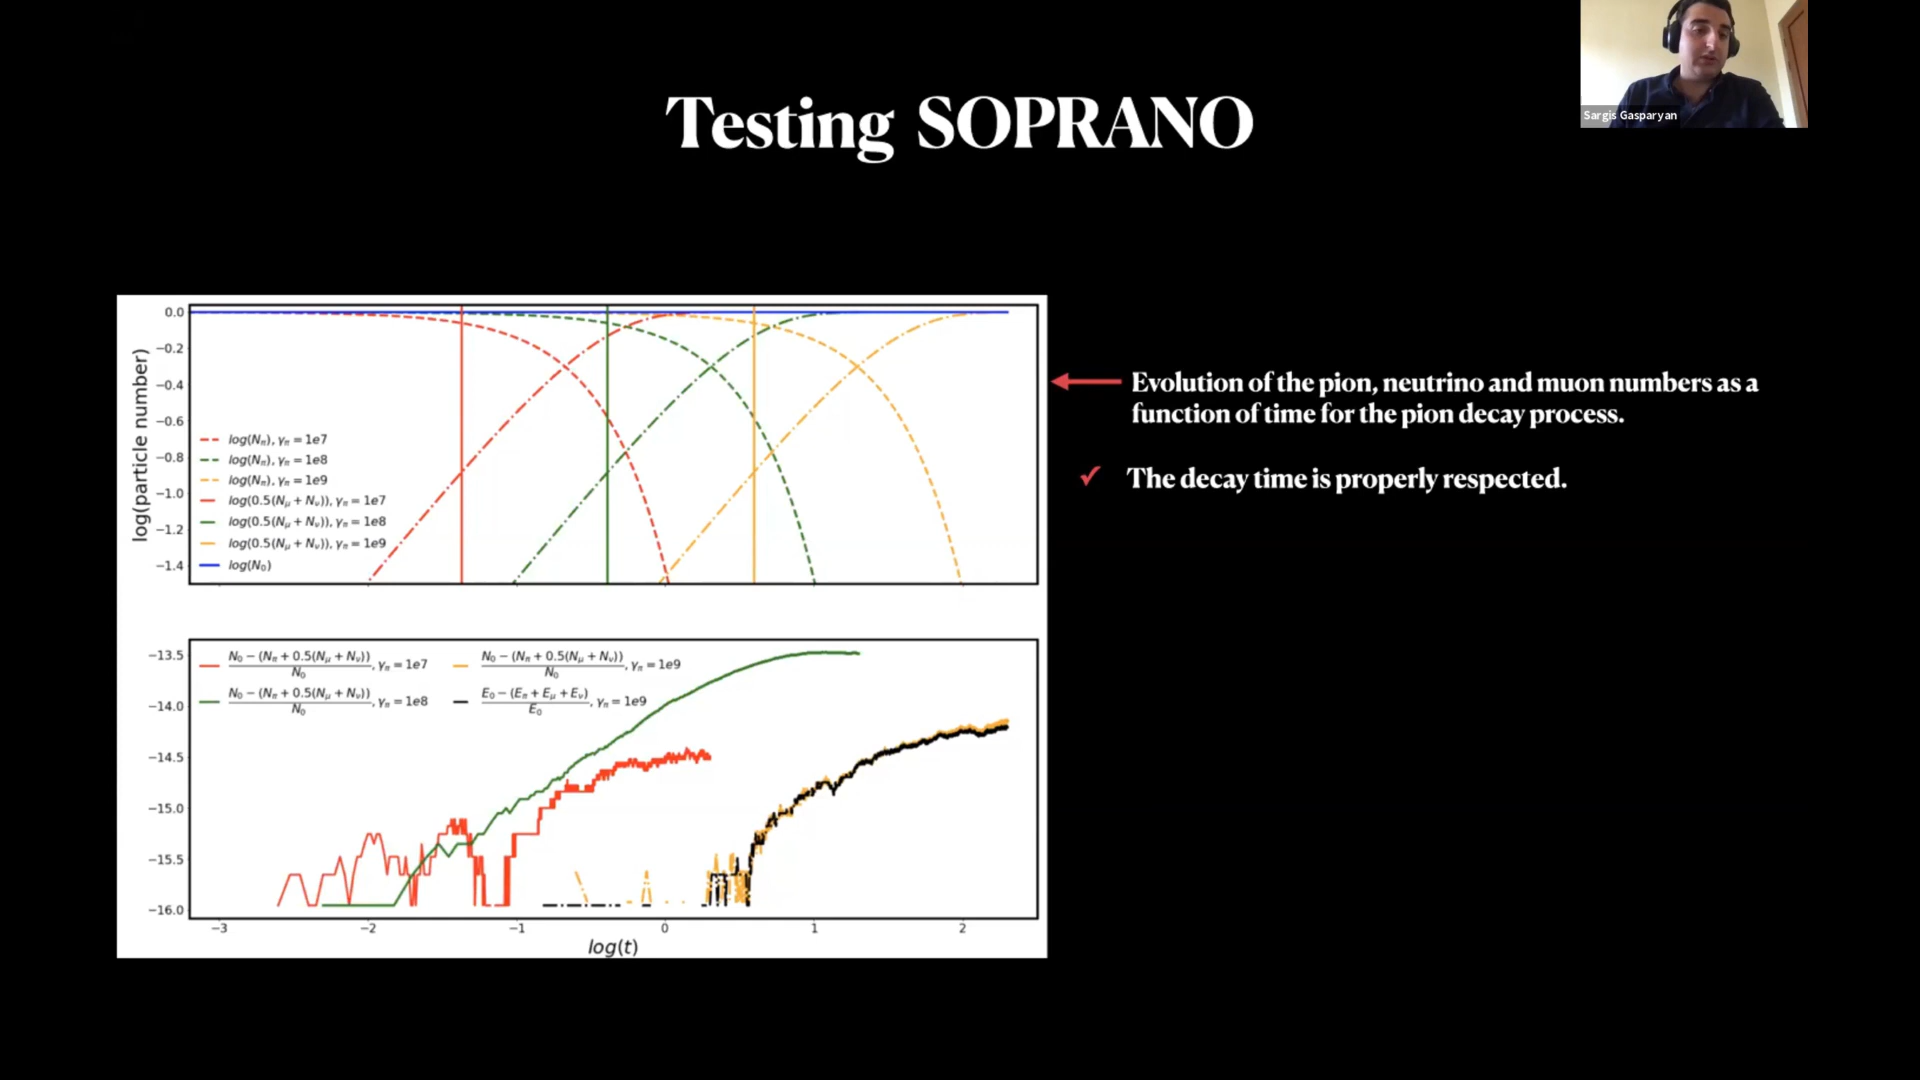 Testing SOPRANO
Sargis Gasparyan
0.0
−0.2
−0.4
−0.6
−0.8
−1.0
−1.2
−1.4
log(particle number)
log(Nπ), γπ = 1e7
log(Nπ), γπ = 1e8
log(Nπ), γπ = 1e9
log(0.5(Nμ + Nν)), γπ = 1e7
log(0.5(Nμ + Nν)), γπ = 1e8
log(0.5(Nμ + Nν)), γπ = 1e9
log(N₀)
Evolution of the pion, neutrino and muon numbers as a
function of time for the pion decay process.
✓ The decay time is properly respected.
−13.5
−14.0
−14.5
−15.0
−15.5
−16.0
N₀ − (Nπ + 0.5(Nμ + Nν))
N₀
, γπ = 1e7
N₀ − (Nπ + 0.5(Nμ + Nν))
N₀
, γπ = 1e8
N₀ − (Nπ + 0.5(Nμ + Nν))
N₀
, γπ = 1e9
E₀ − (Eπ + Eμ + Eν)
E₀
, γπ = 1e9
−3 −2 −1 0 1 2
log(t)